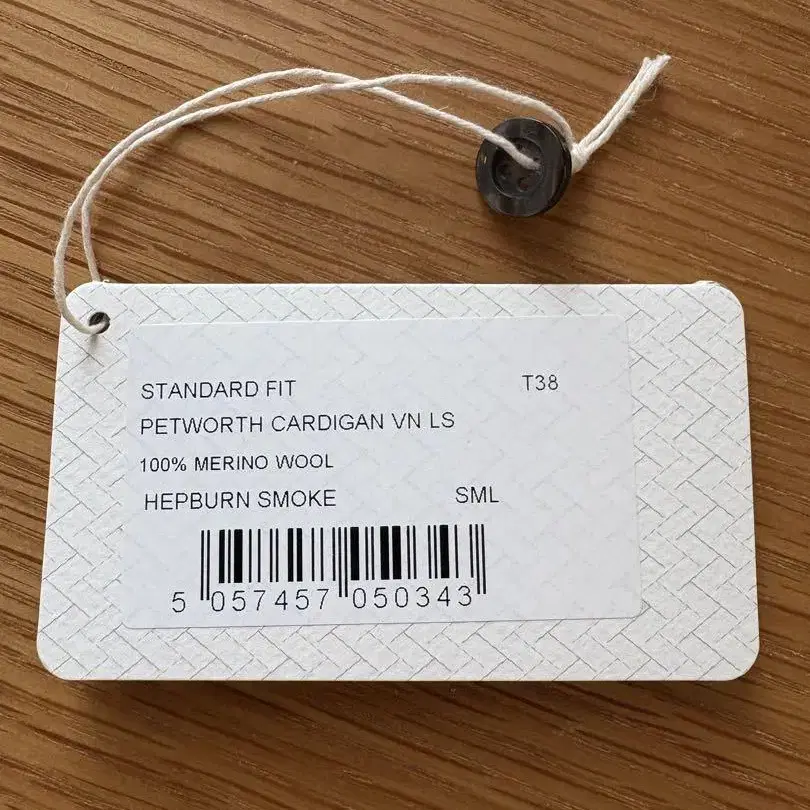 STANDARD FIT T38
PETWORTH CARDIGAN VN LS
100% MERINO WOOL
HEPBURN SMOKE SML
5 057457 050343